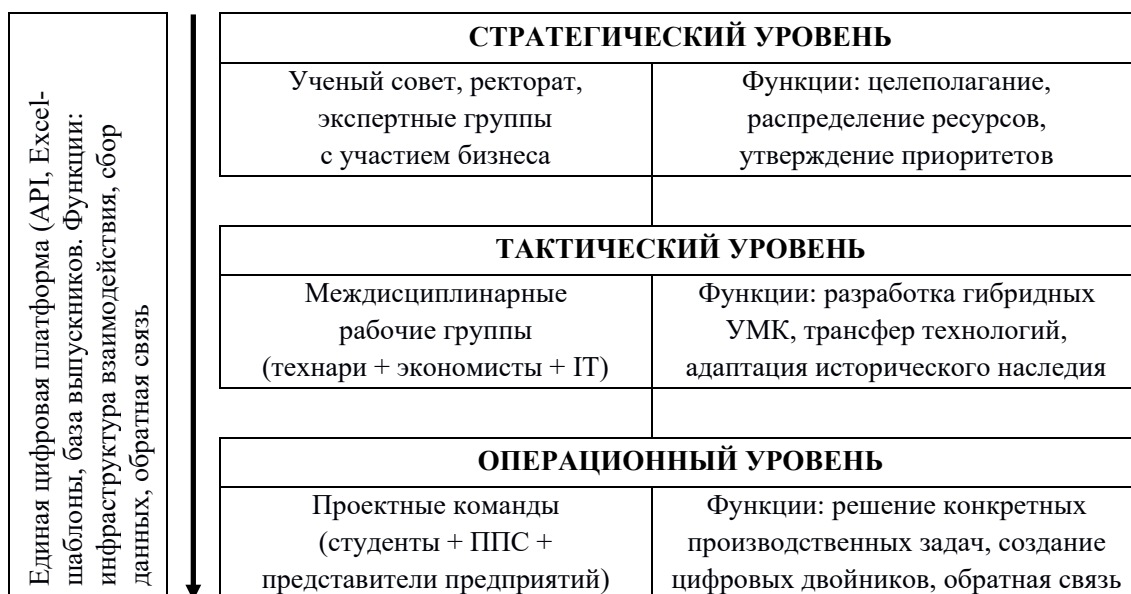 Единая цифровая платформа (API, Excel-
шаблоны, база выпускников. Функции:
инфраструктура взаимодействия, сбор
данных, обратная связь
СТРАТЕГИЧЕСКИЙ УРОВЕНЬ
Ученый совет, ректорат,
экспертные группы
с участием бизнеса
Функции: целеполагание,
распределение ресурсов,
утверждение приоритетов
ТАКТИЧЕСКИЙ УРОВЕНЬ
Междисциплинарные
рабочие группы
(технари + экономисты + IT)
Функции: разработка гибридных
УМК, трансфер технологий,
адаптация исторического наследия
ОПЕРАЦИОННЫЙ УРОВЕНЬ
Проектные команды
(студенты + ППС +
представители предприятий)
Функции: решение конкретных
производственных задач, создание
цифровых двойников, обратная связь